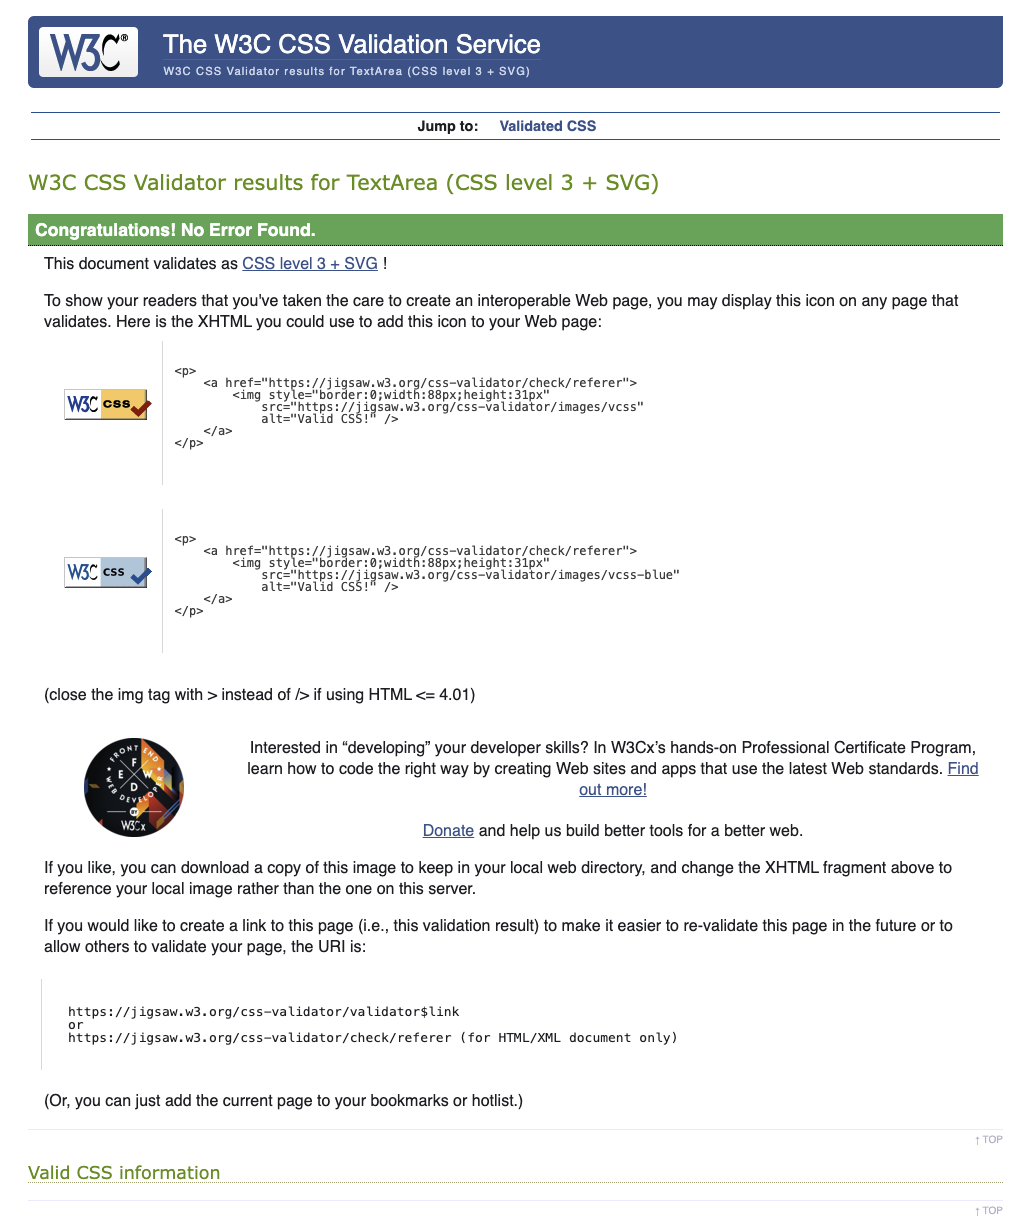 W3C®
The W3C CSS Validation Service
W3C CSS Validator results for TextArea (CSS level 3 + SVG)
Jump to: Validated CSS
W3C CSS Validator results for TextArea (CSS level 3 + SVG)
Congratulations! No Error Found.
This document validates as CSS level 3 + SVG !
To show your readers that you've taken the care to create an interoperable Web page, you may display this icon on any page that
validates. Here is the XHTML you could use to add this icon to your Web page:
W3C css
<p>
    <a href="https://jigsaw.w3.org/css-validator/check/referer">
        <img style="border:0;width:88px;height:31px"
            src="https://jigsaw.w3.org/css-validator/images/vcss"
            alt="Valid CSS!" />
    </a>
</p>
W3C css
<p>
    <a href="https://jigsaw.w3.org/css-validator/check/referer">
        <img style="border:0;width:88px;height:31px"
            src="https://jigsaw.w3.org/css-validator/images/vcss-blue"
            alt="Valid CSS!" />
    </a>
</p>
(close the img tag with > instead of /> if using HTML <= 4.01)
FRONT END
WEB DEVELOPER
F E W D
BY
W3Cx
Interested in “developing” your developer skills? In W3Cx’s hands-on Professional Certificate Program,
learn how to code the right way by creating Web sites and apps that use the latest Web standards. Find
out more!
Donate and help us build better tools for a better web.
If you like, you can download a copy of this image to keep in your local web directory, and change the XHTML fragment above to
reference your local image rather than the one on this server.
If you would like to create a link to this page (i.e., this validation result) to make it easier to re-validate this page in the future or to
allow others to validate your page, the URI is:
https://jigsaw.w3.org/css-validator/validator$link
or
https://jigsaw.w3.org/css-validator/check/referer (for HTML/XML document only)
(Or, you can just add the current page to your bookmarks or hotlist.)
↑ TOP
Valid CSS information
↑ TOP